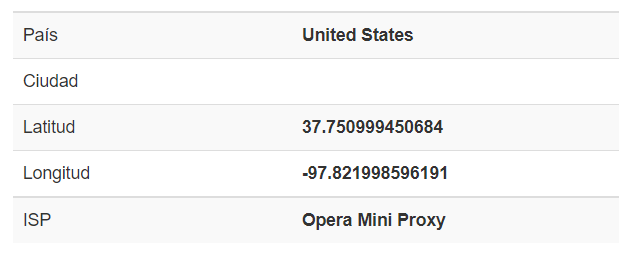 País United States
Ciudad
Latitud 37.750999450684
Longitud -97.821998596191
ISP Opera Mini Proxy